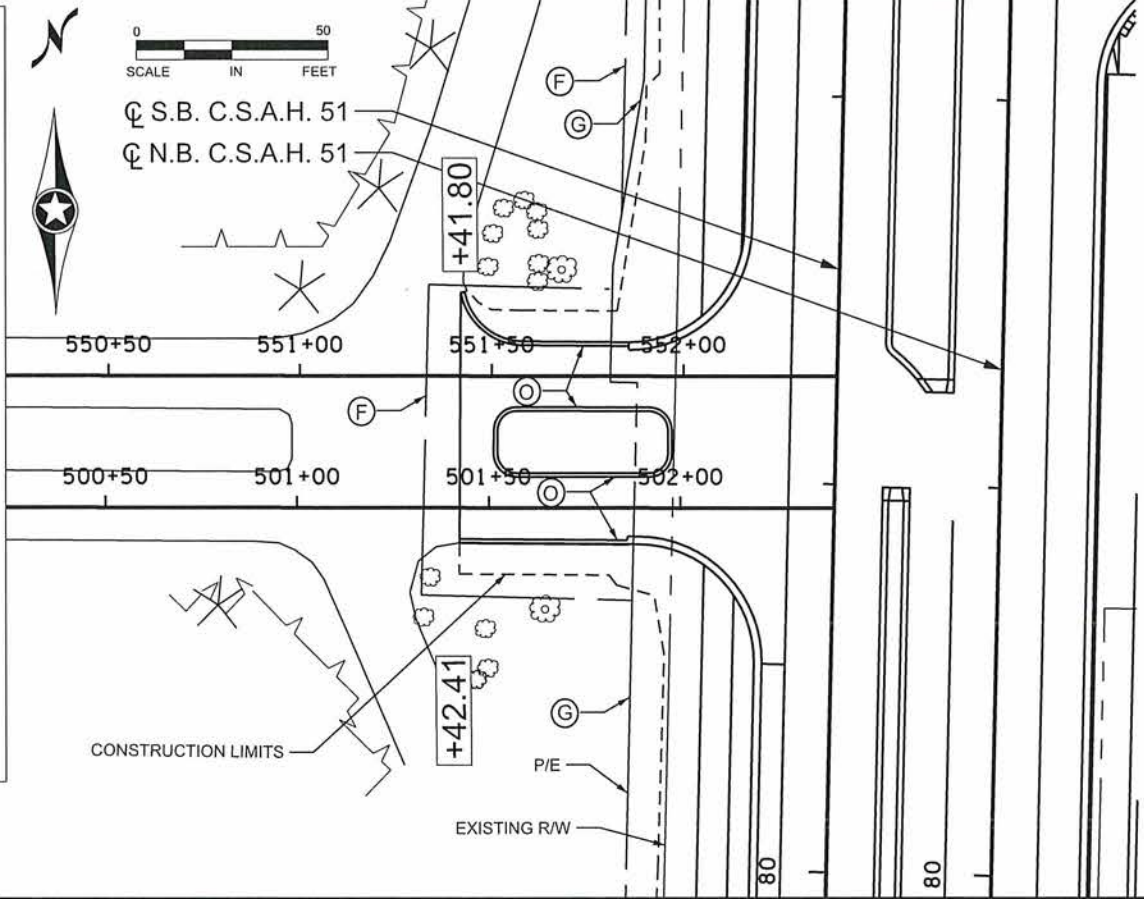 N
0 50
SCALE IN FEET
℄ S.B. C.S.A.H. 51
℄ N.B. C.S.A.H. 51
F
G
+41.80
550+50 551+00 551+50 552+00
O
F
500+50 501+00 501+50 502+00
O
+42.41
G
CONSTRUCTION LIMITS
P/E
EXISTING R/W
80 80